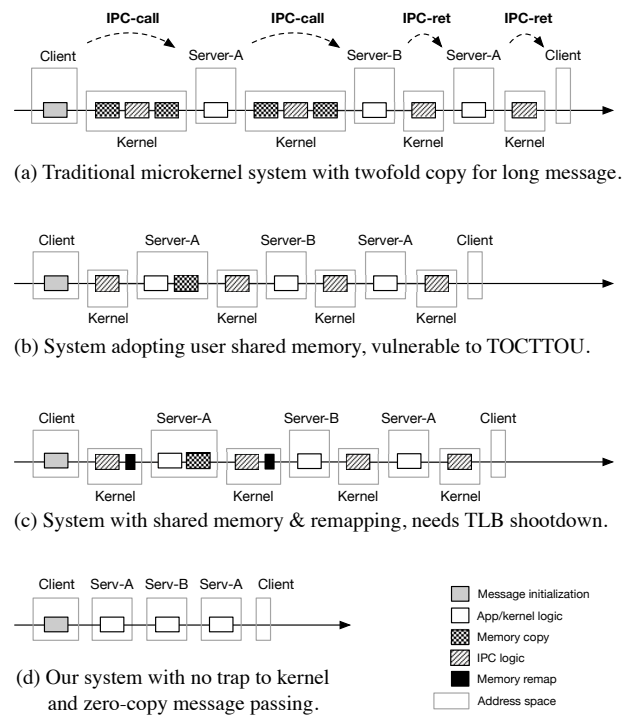 IPC-call IPC-call IPC-ret IPC-ret
Client Server-A Server-B Server-A Client
Kernel Kernel Kernel Kernel
(a) Traditional microkernel system with twofold copy for long message.
Client Server-A Server-B Server-A Client
Kernel Kernel Kernel Kernel
(b) System adopting user shared memory, vulnerable to TOCTTOU.
Client Server-A Server-B Server-A Client
Kernel Kernel Kernel Kernel
(c) System with shared memory & remapping, needs TLB shootdown.
Client Serv-A Serv-B Serv-A Client
(d) Our system with no trap to kernel
and zero-copy message passing.
Message initialization
App/kernel logic
Memory copy
IPC logic
Memory remap
Address space